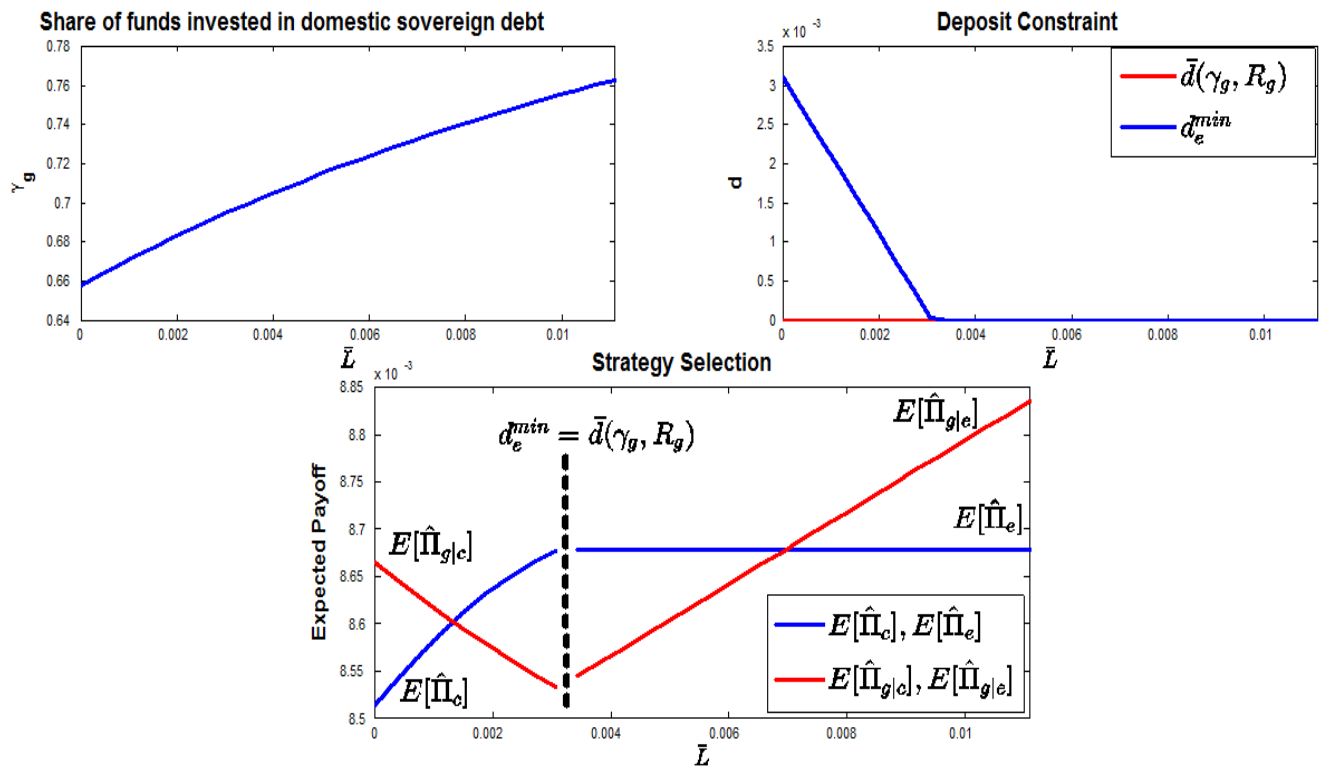 Share of funds invested in domestic sovereign debt
0.78
0.76
0.74
0.72
0.7
0.68
0.66
0.64
γg
0 0.002 0.004 0.006 0.008 0.01
L̄
Deposit Constraint
x 10 -3
3.5
3
2.5
2
1.5
1
0.5
0
d
d̄(γg, Rg)
d_e^min
0 0.002 0.004 0.006 0.008 0.01
L̄
Strategy Selection
x 10 -3
8.85
8.8
8.75
8.7
8.65
8.6
8.55
8.5
Expected Payoff
d_e^min = d̄(γg, Rg)
E[Π̂g|e]
E[Π̂e]
E[Π̂g|c]
E[Π̂c]
E[Π̂c], E[Π̂e]
E[Π̂g|c], E[Π̂g|e]
0 0.002 0.004 0.006 0.008 0.01
L̄